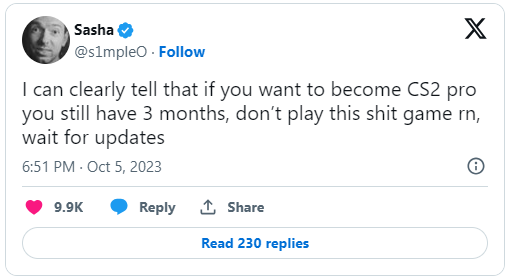 Sasha
@s1mpleO · Follow
I can clearly tell that if you want to become CS2 pro
you still have 3 months, don’t play this shit game rn,
wait for updates
6:51 PM · Oct 5, 2023
9.9K Reply Share
Read 230 replies